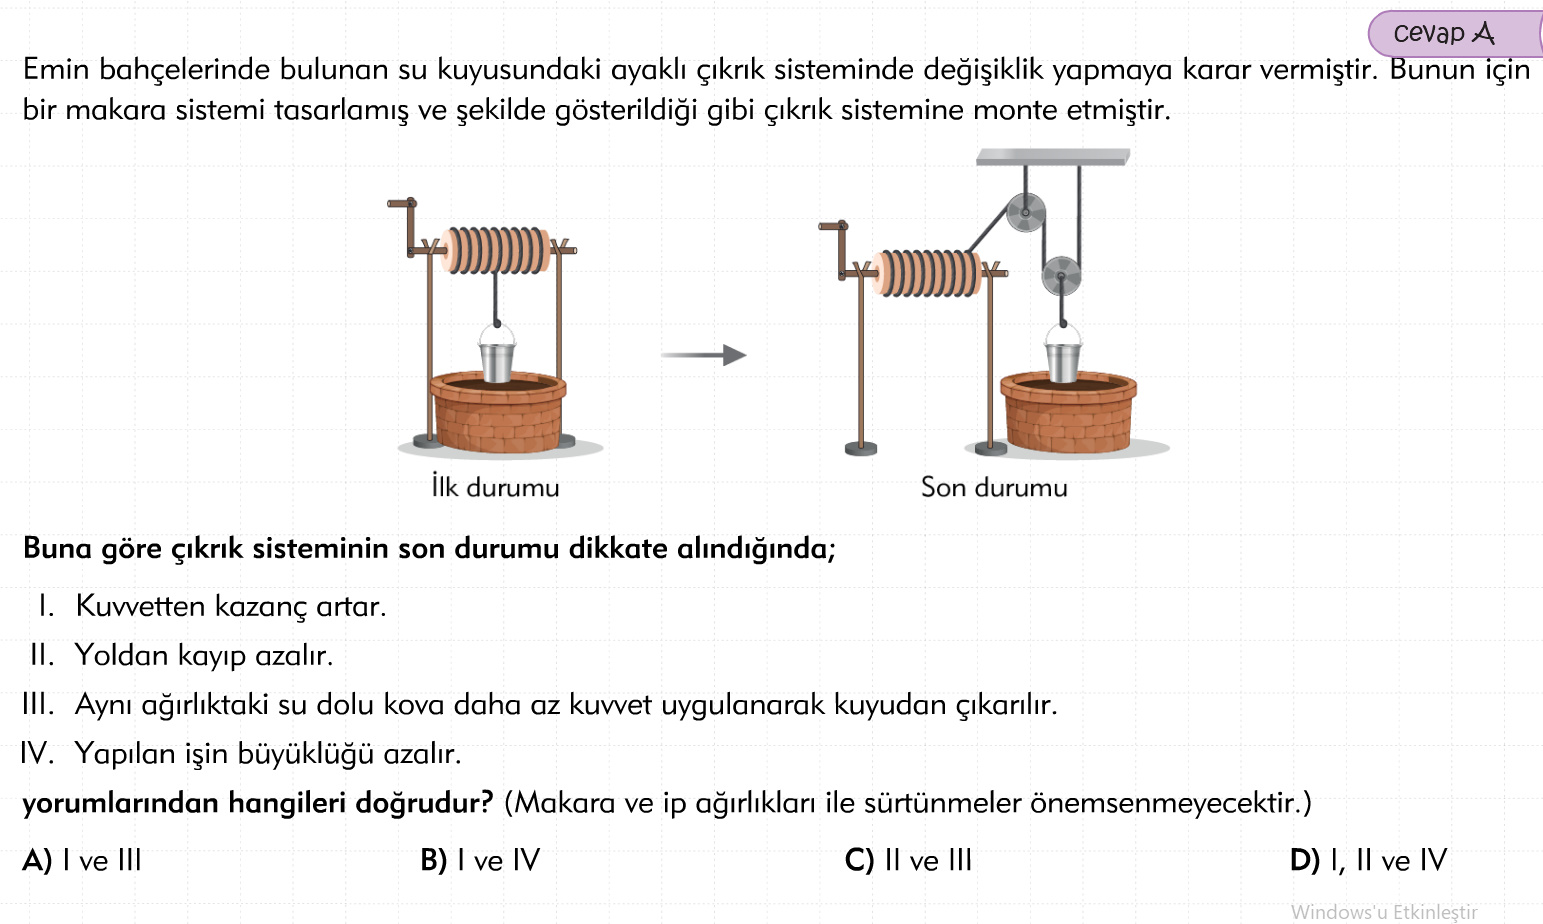 cevap A
Emin bahçelerinde bulunan su kuyusundaki ayaklı çıkrık sisteminde değişiklik yapmaya karar vermiştir. Bunun için
bir makara sistemi tasarlamış ve şekilde gösterildiği gibi çıkrık sistemine monte etmiştir.
İlk durumu
Son durumu
Buna göre çıkrık sisteminin son durumu dikkate alındığında;
I. Kuvvetten kazanç artar.
II. Yoldan kayıp azalır.
III. Aynı ağırlıktaki su dolu kova daha az kuvvet uygulanarak kuyudan çıkarılır.
IV. Yapılan işin büyüklüğü azalır.
yorumlarından hangileri doğrudur? (Makara ve ip ağırlıkları ile sürtünmeler önemsenmeyecektir.)
A) I ve III B) I ve IV C) II ve III D) I, II ve IV
Windows'u Etkinleştir